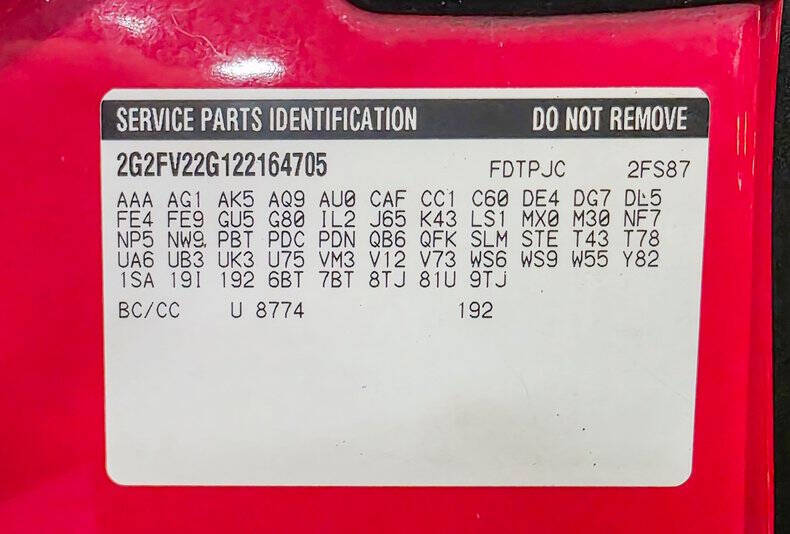 SERVICE PARTS IDENTIFICATION DO NOT REMOVE
2G2FV22G122164705 FDTPJC 2FS87
AAA AG1 AK5 AQ9 AU0 CAF CC1 C60 DE4 DG7 DL5
FE4 FE9 GU5 G80 IL2 J65 K43 LS1 MX0 M30 NF7
NP5 NW9 PBT PDC PDN QB6 QFK SLM STE T43 T78
UA6 UB3 UK3 U75 VM3 V12 V73 WS6 WS9 W55 Y82
1SA 19I 192 6BT 7BT 8TJ 81U 9TJ
BC/CC U 8774 192